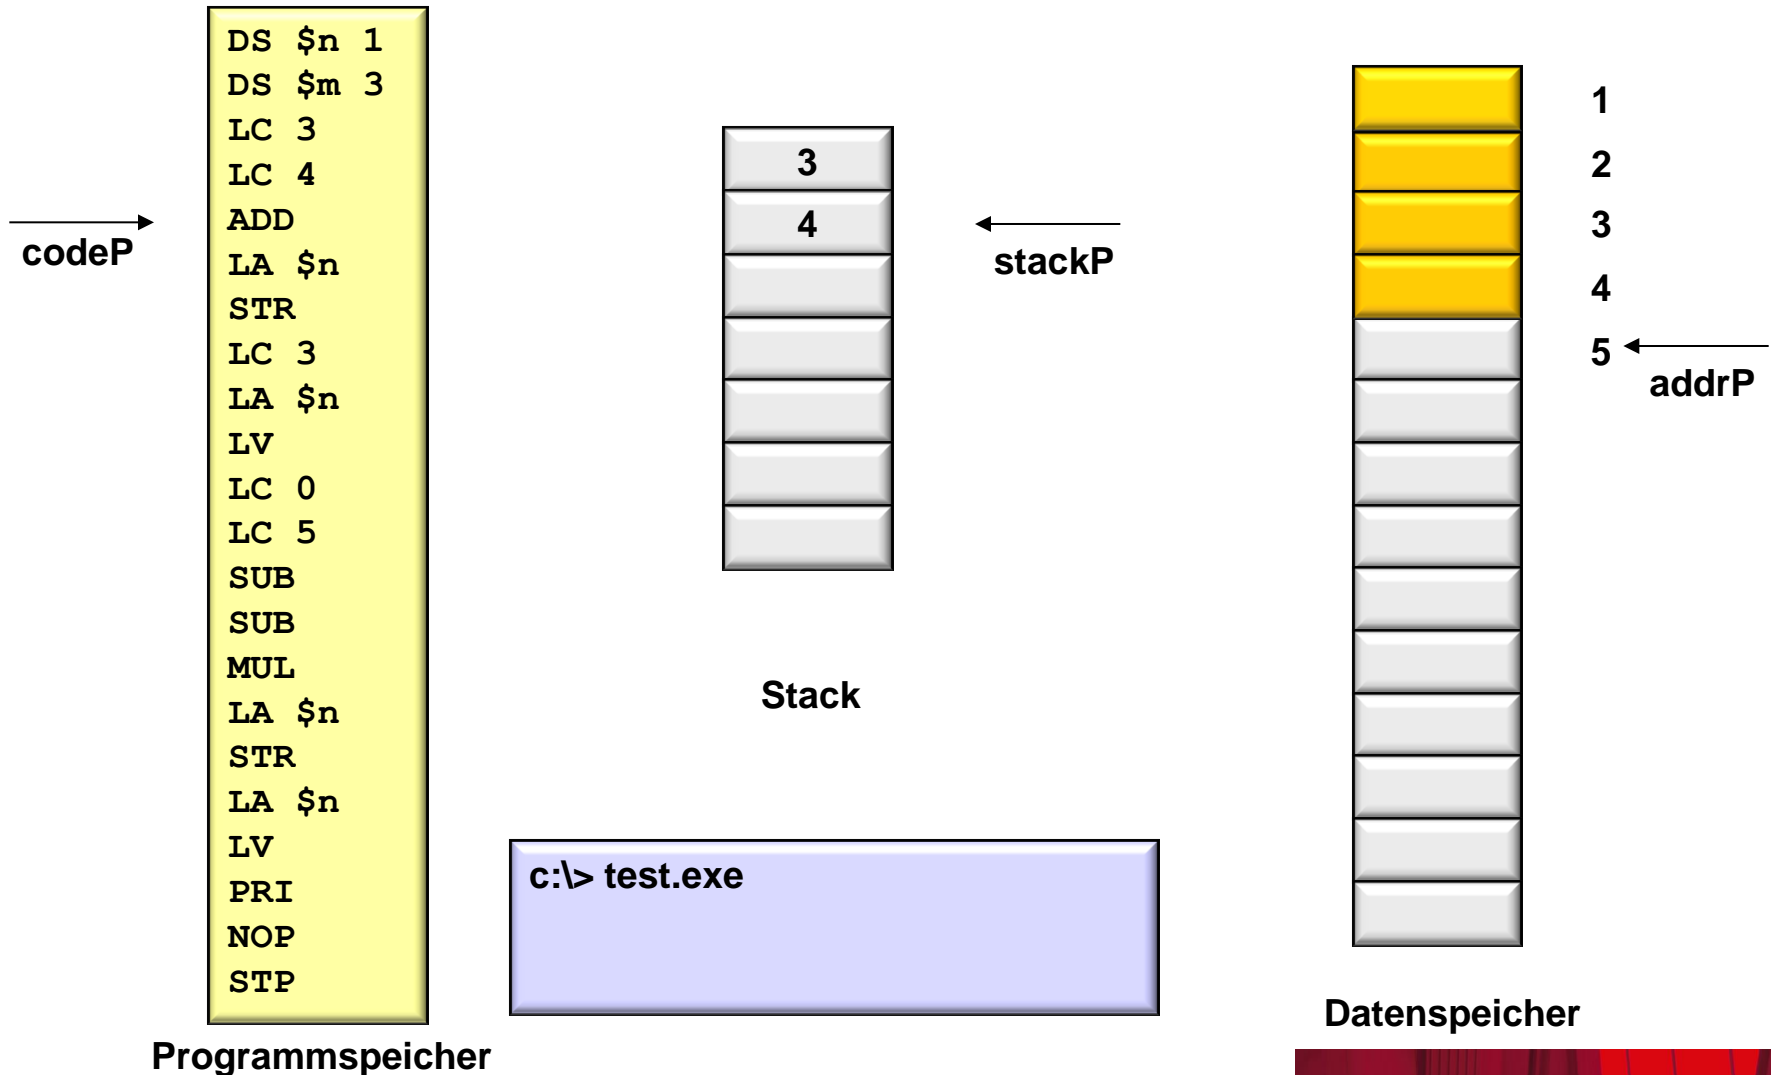 DS $n 1
DS $m 3
LC 3
LC 4
ADD
LA $n
STR
LC 3
LA $n
LV
LC 0
LC 5
SUB
SUB
MUL
LA $n
STR
LA $n
LV
PRI
NOP
STP
Programmspeicher
codeP
3
4
stackP
Stack
c:\> test.exe
1
2
3
4
5
addrP
Datenspeicher